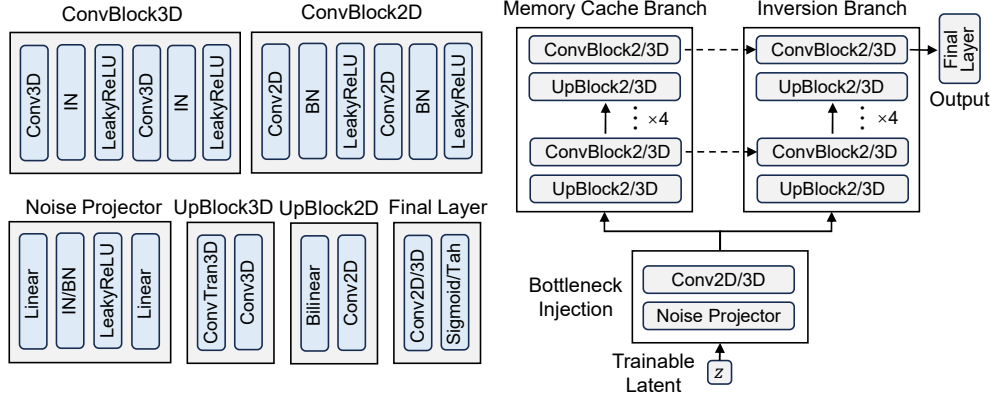 ConvBlock3D
Conv3D
IN
LeakyReLU
Conv3D
IN
LeakyReLU
ConvBlock2D
Conv2D
BN
LeakyReLU
Conv2D
BN
LeakyReLU
Noise Projector
Linear
IN/BN
LeakyReLU
Linear
UpBlock3D
ConvTran3D
Conv3D
UpBlock2D
Bilinear
Conv2D
Final Layer
Conv2D/3D
Sigmoid/Tah
Memory Cache Branch
ConvBlock2/3D
UpBlock2/3D
⋮ ×4
ConvBlock2/3D
UpBlock2/3D
Inversion Branch
ConvBlock2/3D
UpBlock2/3D
⋮ ×4
ConvBlock2/3D
UpBlock2/3D
Final
Layer
Output
Bottleneck
Injection
Conv2D/3D
Noise Projector
Trainable
Latent
z